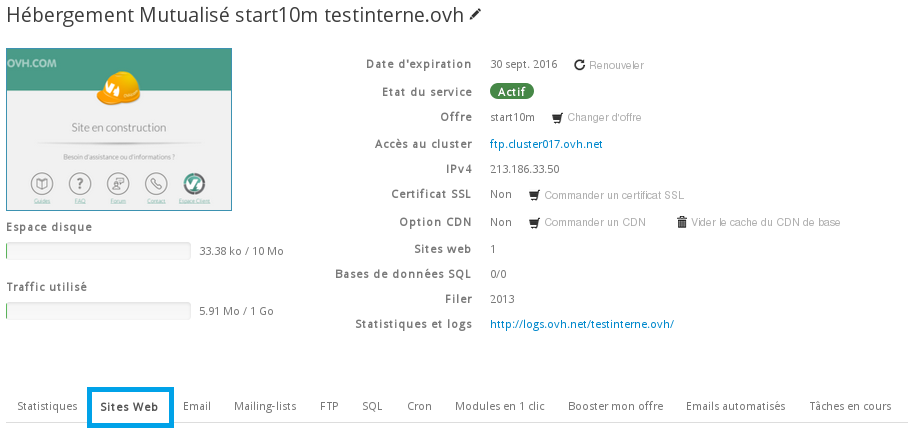 Hébergement Mutualisé start10m testinterne.ovh
OVH.COM
Site en construction
Besoin d'assistance ou d'informations ?
Guides FAQ Forum Contact Espace Client
Espace disque
33.38 ko / 10 Mo
Traffic utilisé
5.91 Mo / 1 Go
Date d'expiration 30 sept. 2016 Renouveler
Etat du service Actif
Offre start10m Changer d'offre
Accès au cluster ftp.cluster017.ovh.net
IPv4 213.186.33.50
Certificat SSL Non Commander un certificat SSL
Option CDN Non Commander un CDN Vider le cache du CDN de base
Sites web 1
Bases de données SQL 0/0
Filer 2013
Statistiques et logs http://logs.ovh.net/testinterne.ovh/
Statistiques Sites Web Email Mailing-lists FTP SQL Cron Modules en 1 clic Booster mon offre Emails automatisés Tâches en cours